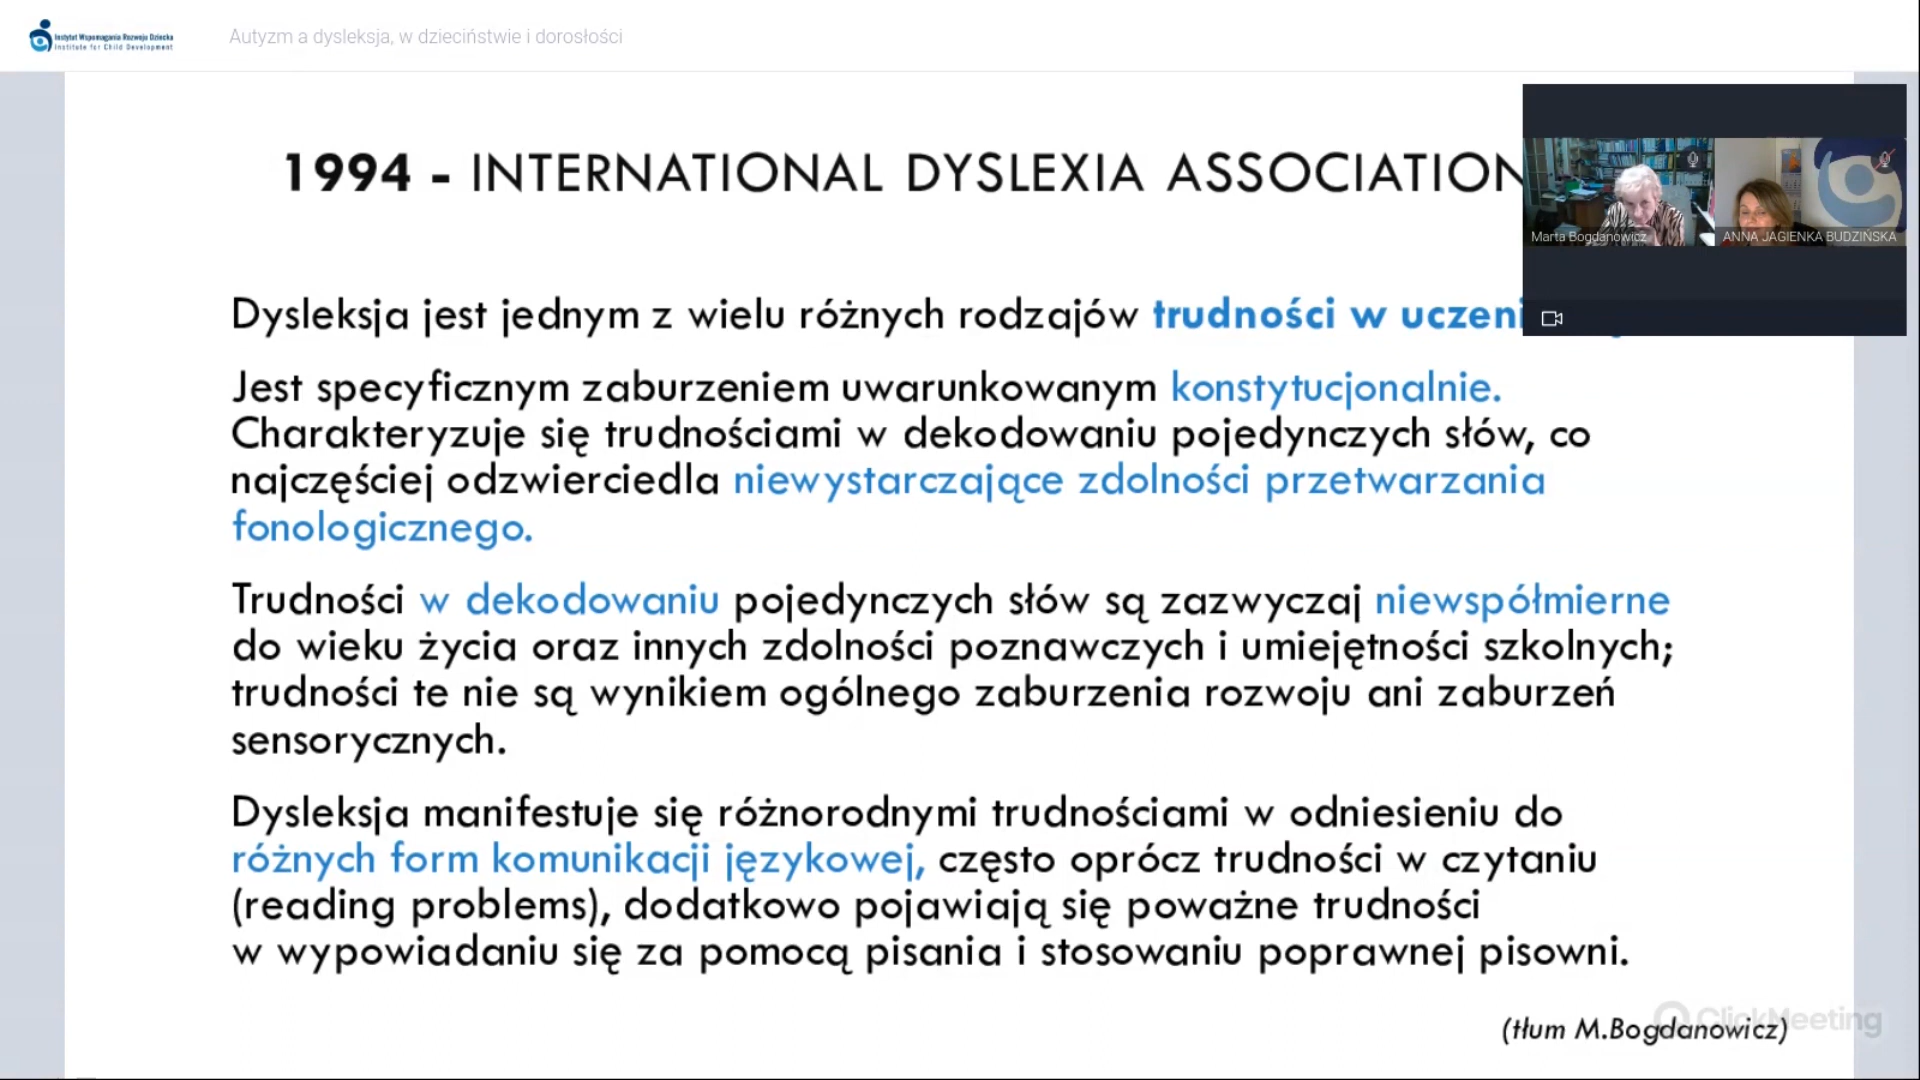 Instytut Wspomagania Rozwoju Dziecka
Institute for Child Development
Autyzm a dysleksja, w dzieciństwie i dorosłości
1994 - INTERNATIONAL DYSLEXIA ASSOCIATION
Marta Bogdanowicz
ANNA JAGIENKA BUDZIŃSKA
Dysleksja jest jednym z wielu różnych rodzajów trudności w
Jest specyficznym zaburzeniem uwarunkowanym konstytucjonalnie.
Charakteryzuje się trudnościami w dekodowaniu pojedynczych słów, co
najczęściej odzwierciedla niewystarczające zdolności przetwarzania
fonologicznego.
Trudności w dekodowaniu pojedynczych słów są zazwyczaj niewspółmierne
do wieku życia oraz innych zdolności poznawczych i umiejętności szkolnych;
trudności te nie są wynikiem ogólnego zaburzenia rozwoju ani zaburzeń
sensorycznych.
Dysleksja manifestuje się różnorodnymi trudnościami w odniesieniu do
różnych form komunikacji językowej, często oprócz trudności w czytaniu
(reading problems), dodatkowo pojawiają się poważne trudności
w wypowiadaniu się za pomocą pisania i stosowaniu poprawnej pisowni.
(tłum M.Bogdanowicz)
ClickMeeting